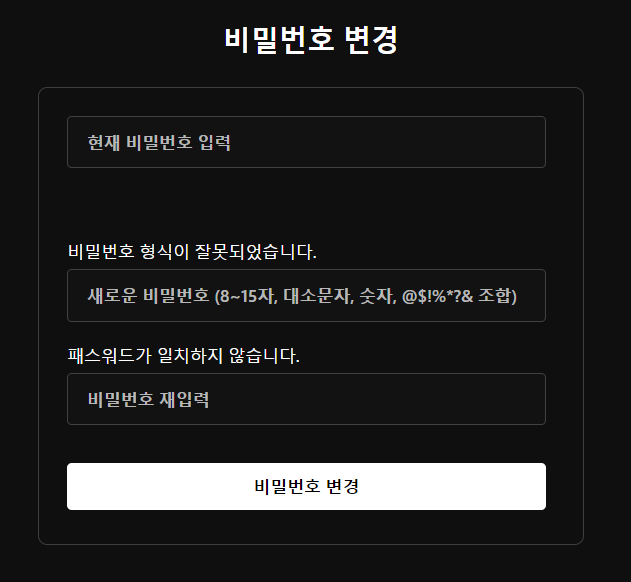 비밀번호 변경
현재 비밀번호 입력
비밀번호 형식이 잘못되었습니다.
새로운 비밀번호 (8~15자, 대소문자, 숫자, @$!%*?& 조합)
패스워드가 일치하지 않습니다.
비밀번호 재입력
비밀번호 변경